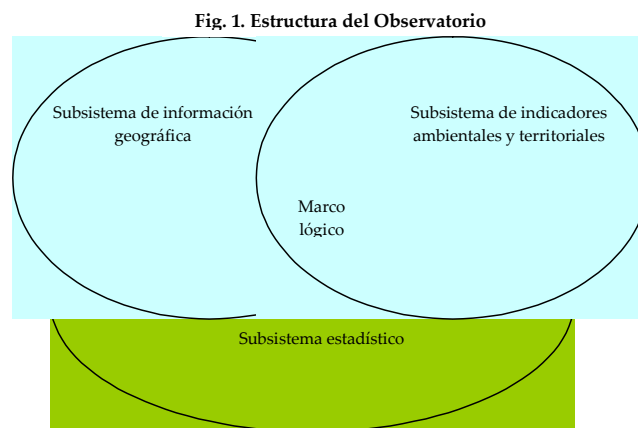 Fig. 1. Estructura del Observatorio
Subsistema de información
geográfica
Subsistema de indicadores
ambientales y territoriales
Marco
lógico
Subsistema estadístico